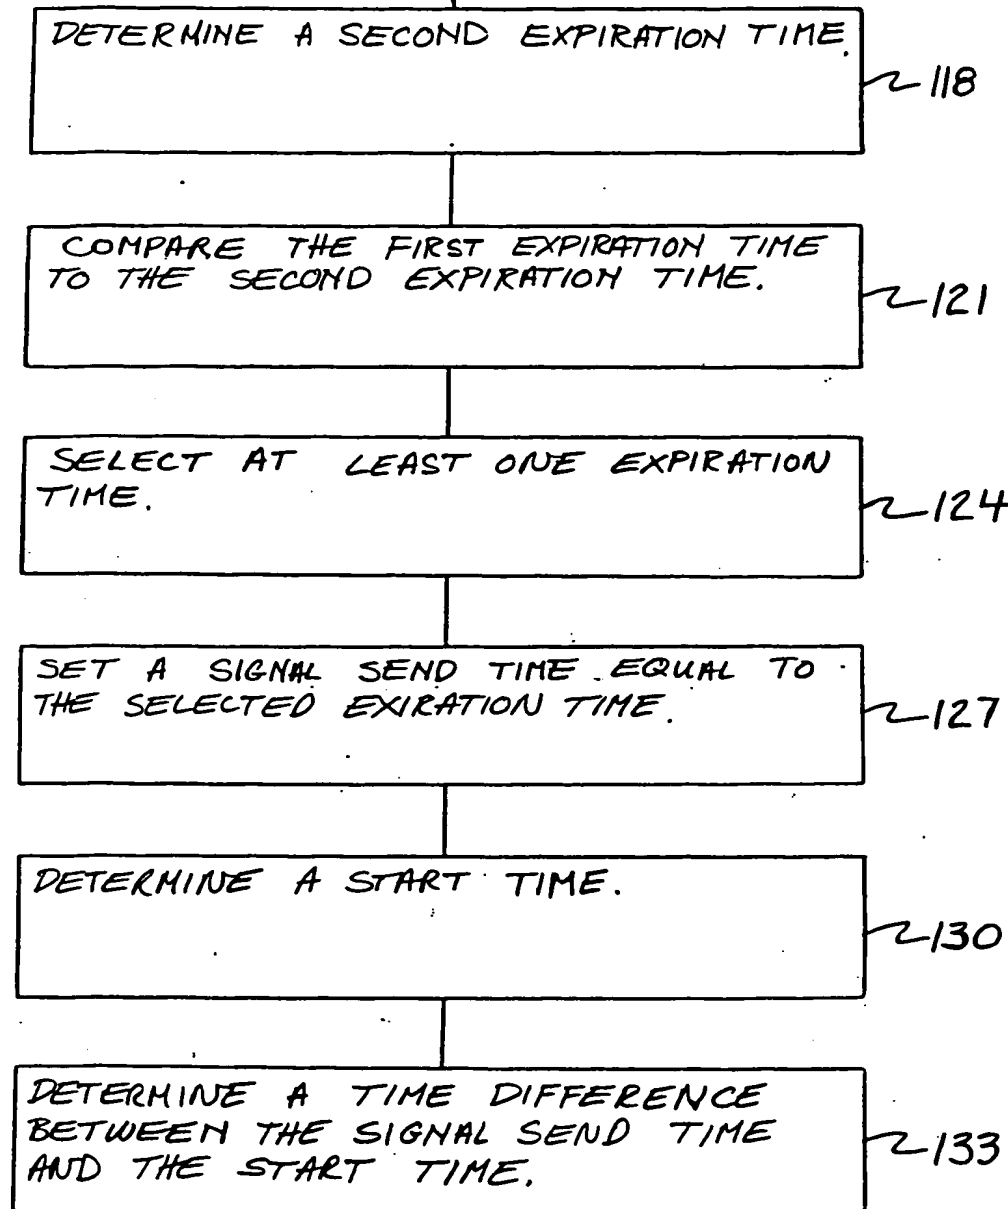 DETERMINE A SECOND EXPIRATION TIME.
118
COMPARE THE FIRST EXPIRATION TIME
TO THE SECOND EXPIRATION TIME.
121
SELECT AT LEAST ONE EXPIRATION
TIME.
124
SET A SIGNAL SEND TIME EQUAL TO
THE SELECTED EXIRATION TIME.
127
DETERMINE A START TIME.
130
DETERMINE A TIME DIFFERENCE
BETWEEN THE SIGNAL SEND TIME
AND THE START TIME.
133